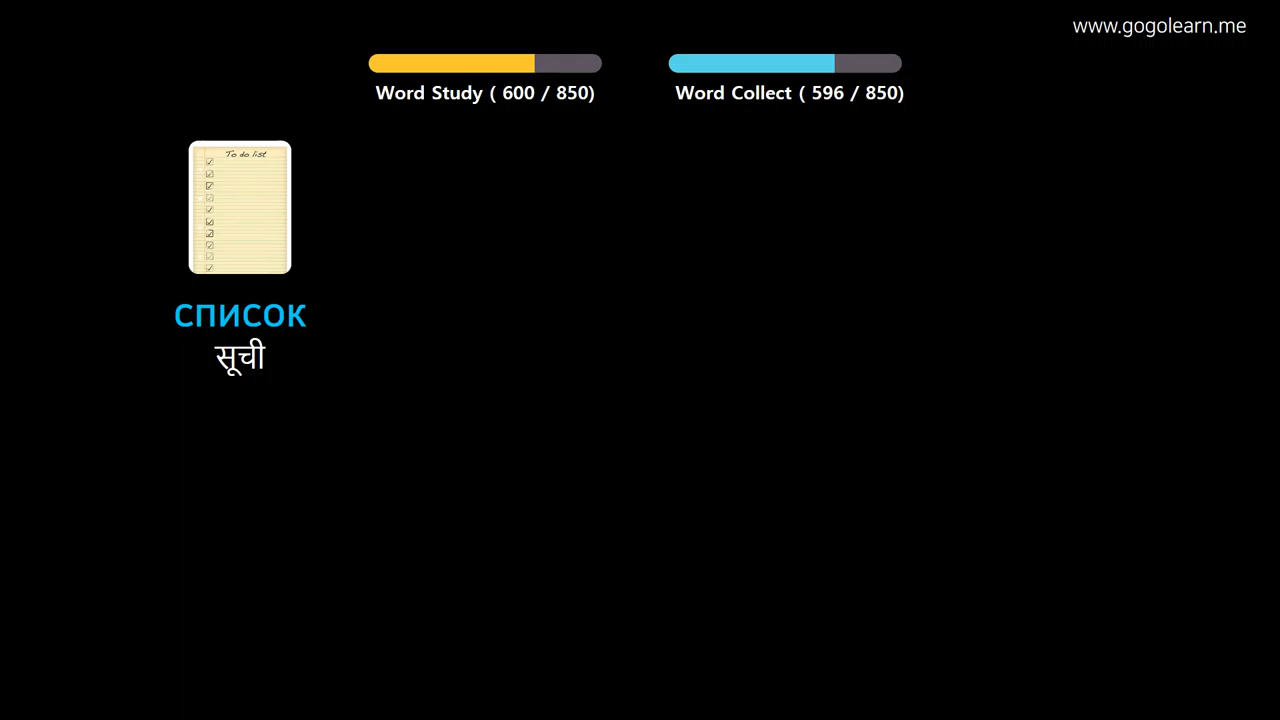 www.gogolearn.me
Word Study ( 600 / 850)
Word Collect ( 596 / 850)
To do list
список
सूची